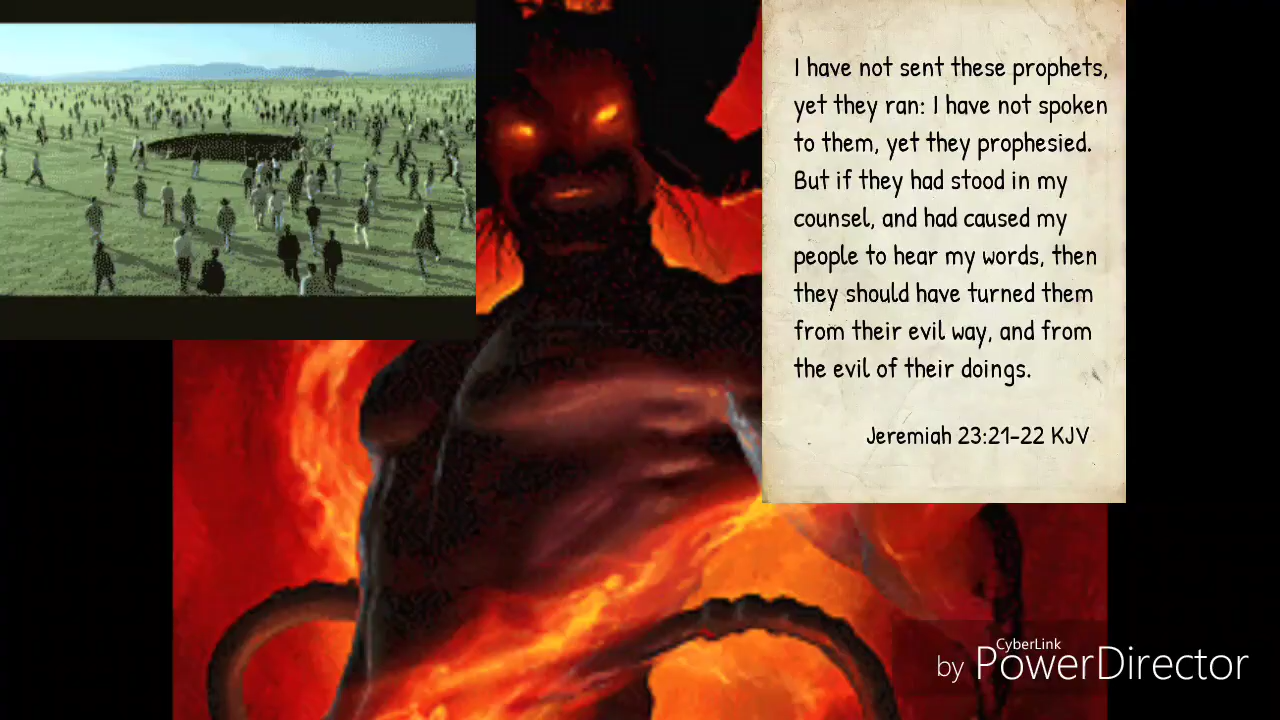 I have not sent these prophets,
yet they ran: I have not spoken
to them, yet they prophesied.
But if they had stood in my
counsel, and had caused my
people to hear my words, then
they should have turned them
from their evil way, and from
the evil of their doings.
Jeremiah 23:21-22 KJV
CyberLink
by PowerDirector